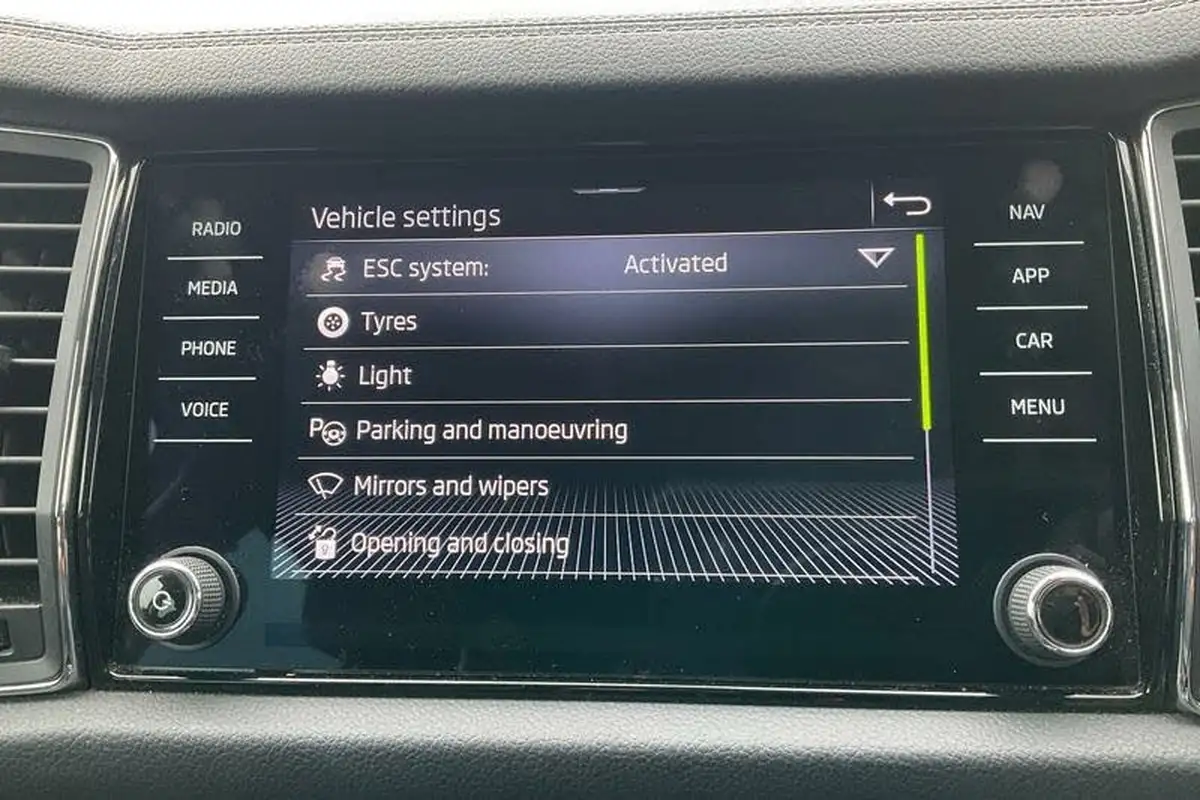 RADIO
MEDIA
PHONE
VOICE
Vehicle settings
ESC system: Activated
Tyres
Light
Parking and manoeuvring
Mirrors and wipers
Opening and closing
NAV
APP
CAR
MENU